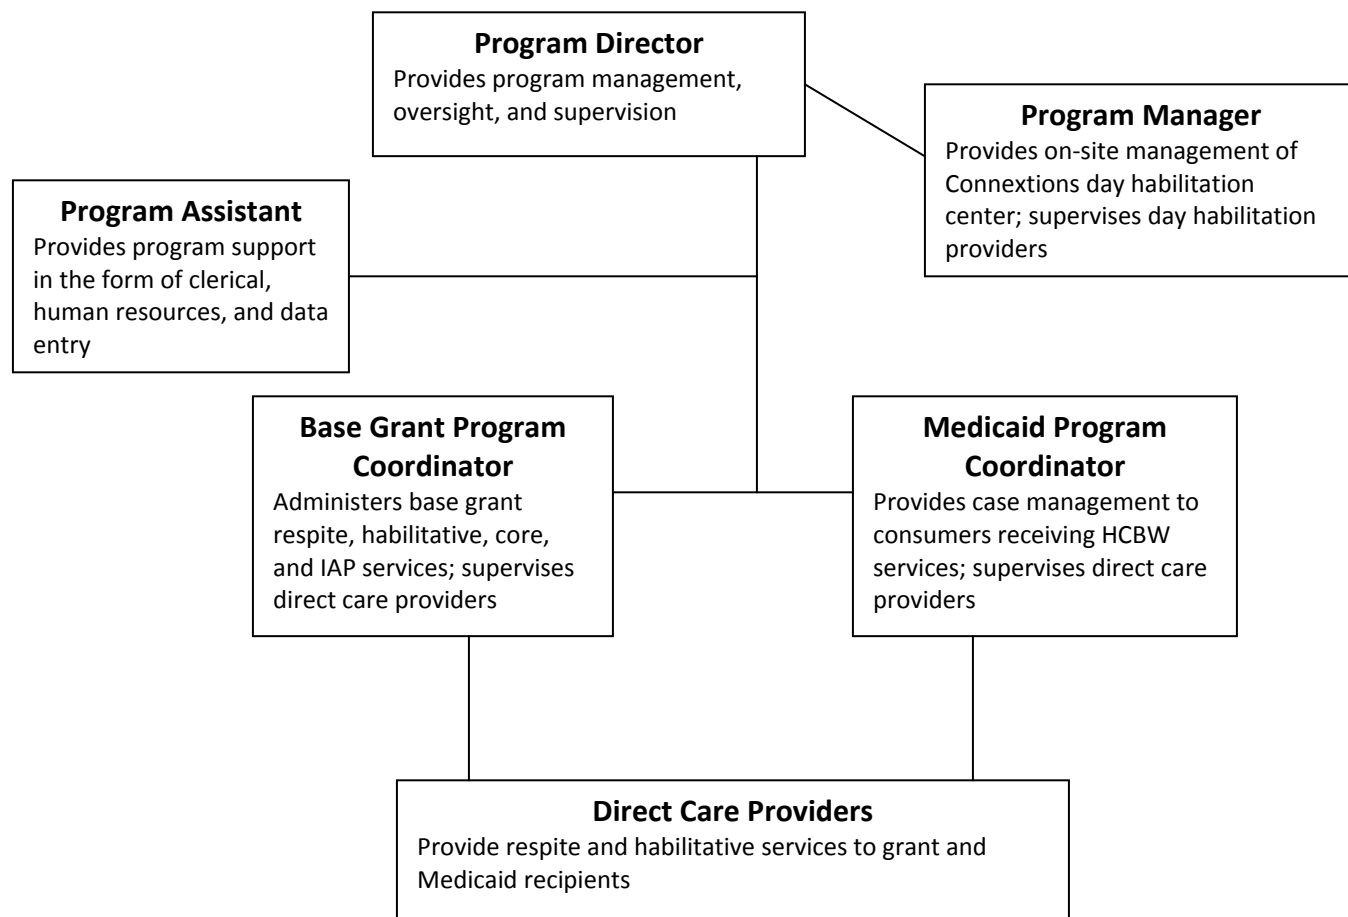 Program Director
Provides program management,
oversight, and supervision
Program Manager
Provides on-site management of
Connextions day habilitation
center; supervises day habilitation
providers
Program Assistant
Provides program support
in the form of clerical,
human resources, and data
entry
Base Grant Program
Coordinator
Administers base grant
respite, habilitative, core,
and IAP services; supervises
direct care providers
Medicaid Program
Coordinator
Provides case management to
consumers receiving HCBW
services; supervises direct care
providers
Direct Care Providers
Provide respite and habilitative services to grant and
Medicaid recipients